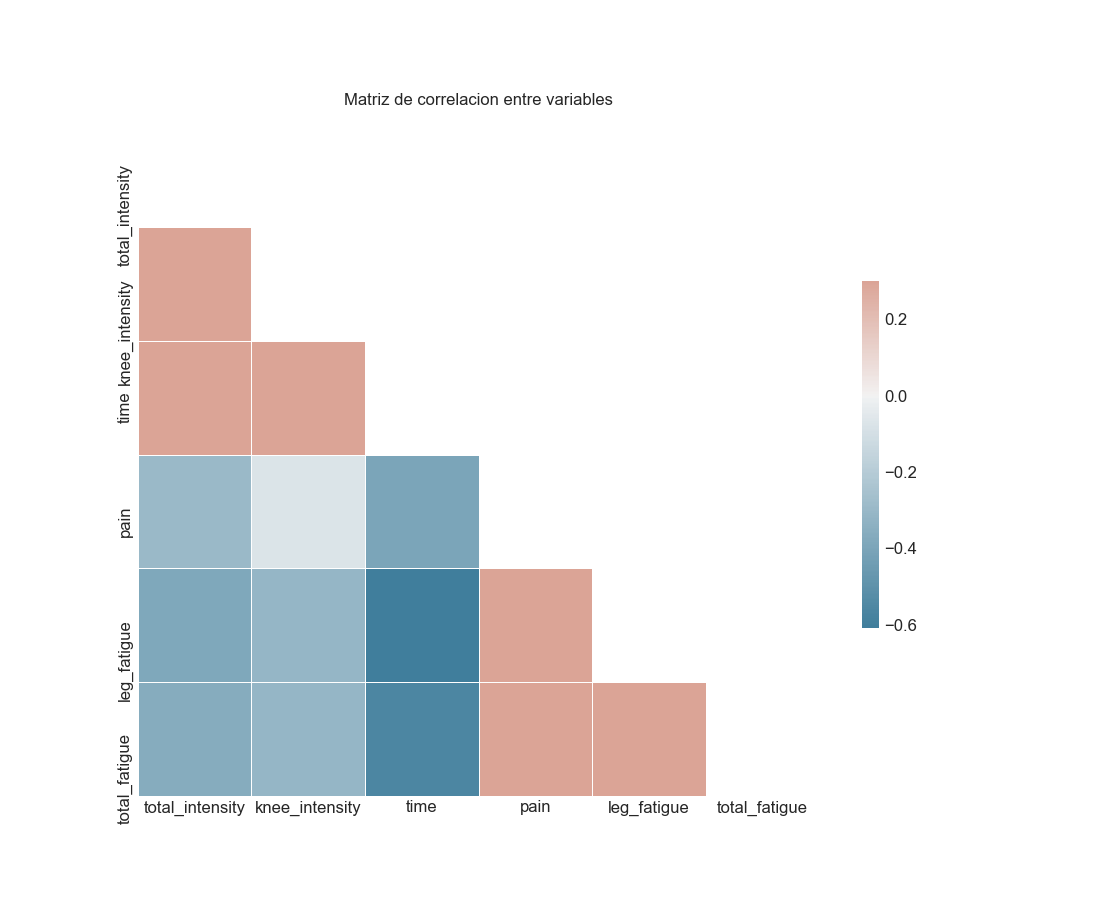 Matriz de correlacion entre variables
total_intensity
knee_intensity
time
pain
leg_fatigue
total_fatigue
total_intensity
knee_intensity
time
pain
leg_fatigue
total_fatigue
0.2
0.0
−0.2
−0.4
−0.6